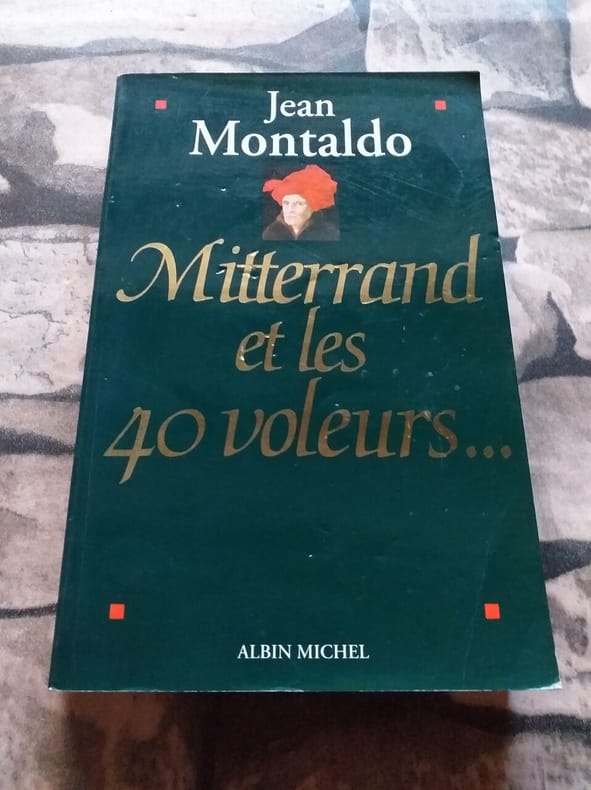 Jean
Montaldo
Mitterrand
et les
40 voleurs...
ALBIN MICHEL